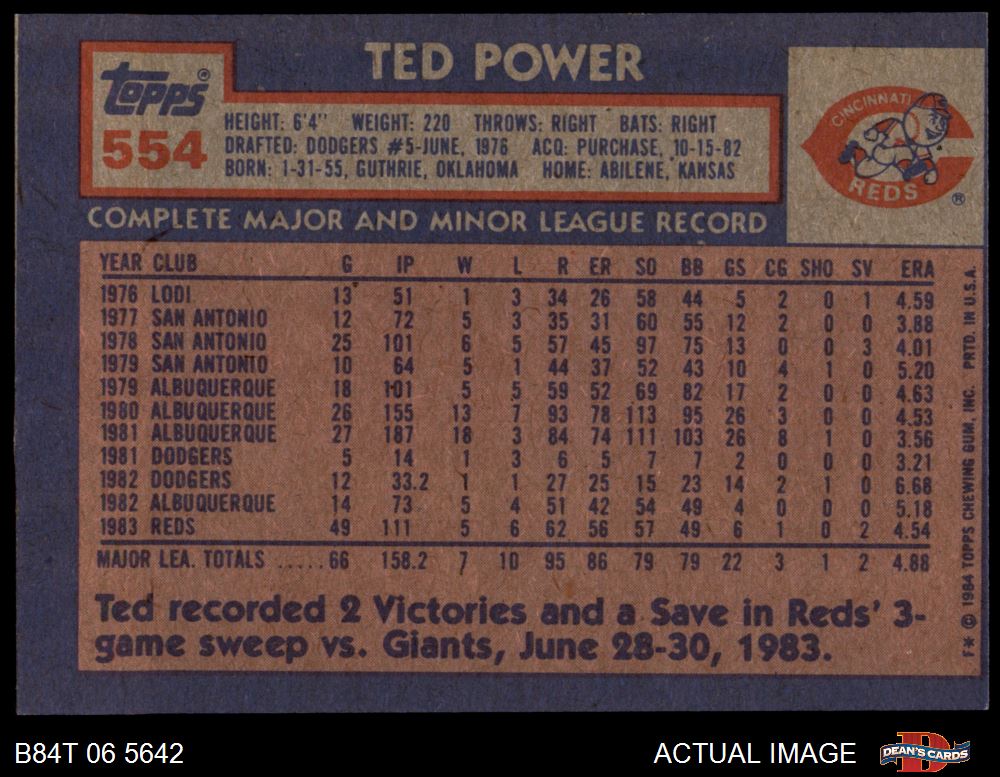 TED POWER
Topps®
554
HEIGHT: 6'4" WEIGHT: 220 THROWS: RIGHT BATS: RIGHT
DRAFTED: DODGERS #5-JUNE, 1976 ACQ: PURCHASE, 10-15-82
BORN: 1-31-55, GUTHRIE, OKLAHOMA HOME: ABILENE, KANSAS
CINCINNATI
REDS
®
COMPLETE MAJOR AND MINOR LEAGUE RECORD
YEAR CLUB G IP W L R ER SO BB GS CG SHO SV ERA
1976 LODI 13 51 1 3 34 26 58 44 5 2 0 1 4.59
1977 SAN ANTONIO 12 72 5 3 35 31 60 55 12 2 0 0 3.88
1978 SAN ANTONIO 25 101 6 5 57 45 97 75 13 0 0 3 4.01
1979 SAN ANTONIO 10 64 5 1 44 37 52 43 10 4 1 0 5.20
1979 ALBUQUERQUE 18 101 5 5 59 52 69 82 17 2 0 0 4.63
1980 ALBUQUERQUE 26 155 13 7 93 78 113 95 26 3 0 0 4.53
1981 ALBUQUERQUE 27 187 18 3 84 74 111 103 26 8 1 0 3.56
1981 DODGERS 5 14 1 3 6 5 7 7 2 0 0 0 3.21
1982 DODGERS 12 33.2 1 1 27 25 15 23 14 2 1 0 6.68
1982 ALBUQUERQUE 14 73 5 4 51 42 54 49 4 0 0 0 5.18
1983 REDS 49 111 5 6 62 56 57 49 6 1 0 2 4.54
MAJOR LEA. TOTALS ..... 66 158.2 7 10 95 86 79 79 22 3 1 2 4.88
Ted recorded 2 Victories and a Save in Reds' 3-
game sweep vs. Giants, June 28-30, 1983.
F* © 1984 TOPPS CHEWING GUM, INC. PRTD. IN U.S.A.
B84T 06 5642
ACTUAL IMAGE
DEAN'S CARDS